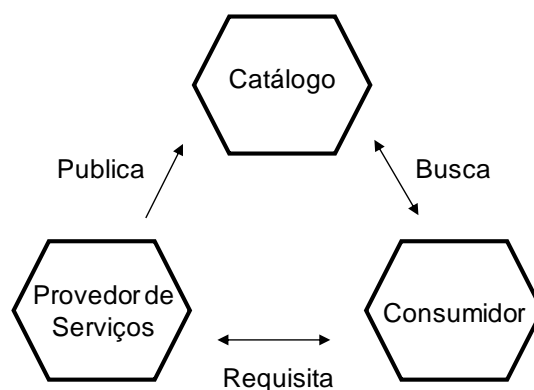 Catálogo
Publica
Busca
Provedor de
Serviços
Consumidor
Requisita